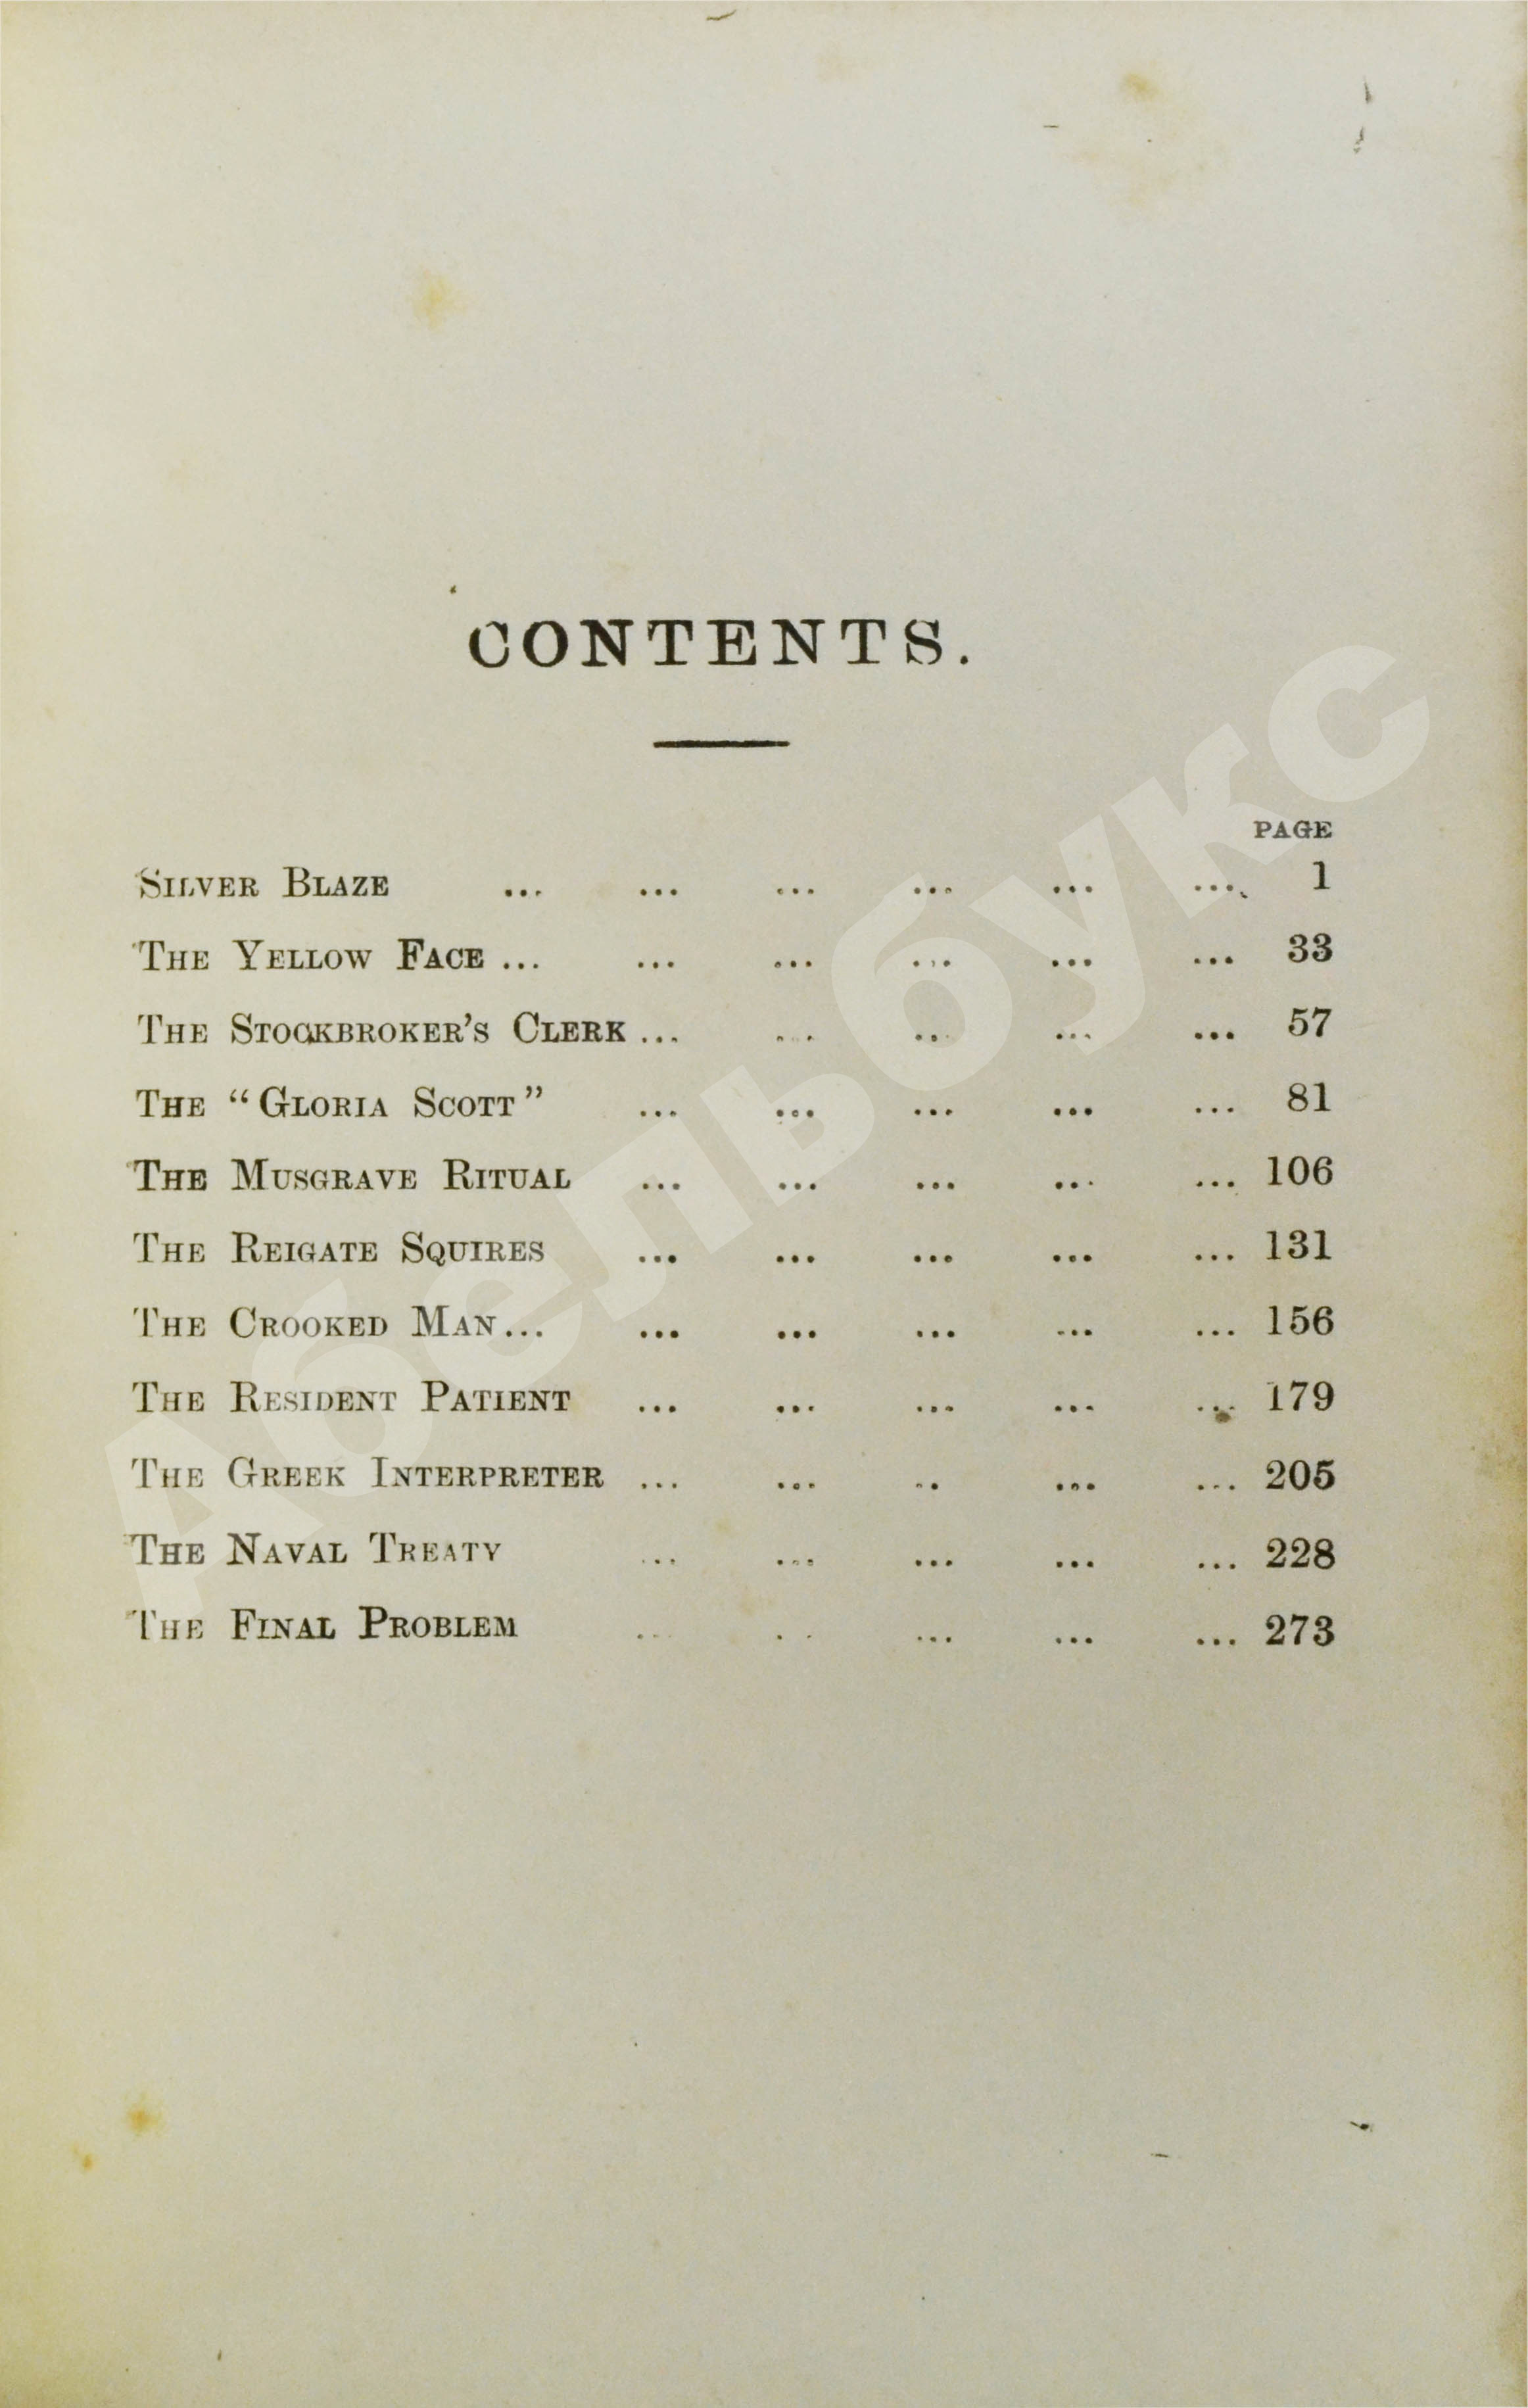 CONTENTS.
PAGE
SILVER BLAZE ... ... ... ... ... ... 1
THE YELLOW FACE ... ... ... ... ... ... 33
THE STOCKBROKER'S CLERK ... ... ... ... ... 57
THE “GLORIA SCOTT” ... ... ... ... ... 81
THE MUSGRAVE RITUAL ... ... ... ... ... 106
THE REIGATE SQUIRES ... ... ... ... ... 131
THE CROOKED MAN ... ... ... ... ... ... 156
THE RESIDENT PATIENT ... ... ... ... ... 179
THE GREEK INTERPRETER ... ... .. ... ... 205
THE NAVAL TREATY ... ... ... ... ... 228
THE FINAL PROBLEM ... .. ... ... ... 273
Абельбукс